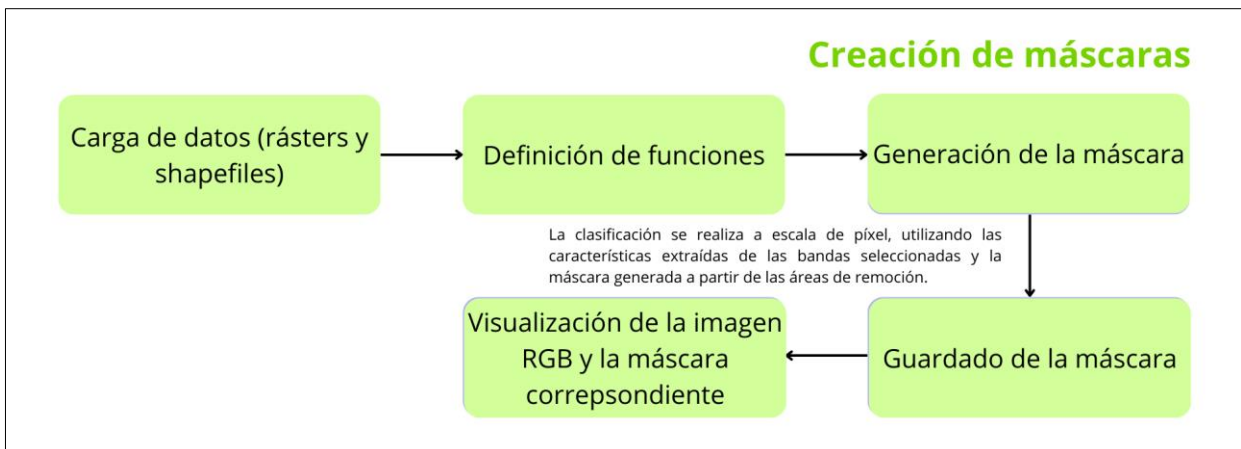 Creación de máscaras
Carga de datos (rásters y
shapefiles)
Definición de funciones
Generación de la máscara
La clasificación se realiza a escala de píxel, utilizando las
características extraídas de las bandas seleccionadas y la
máscara generada a partir de las áreas de remoción.
Guardado de la máscara
Visualización de la imagen
RGB y la máscara
correpsondiente